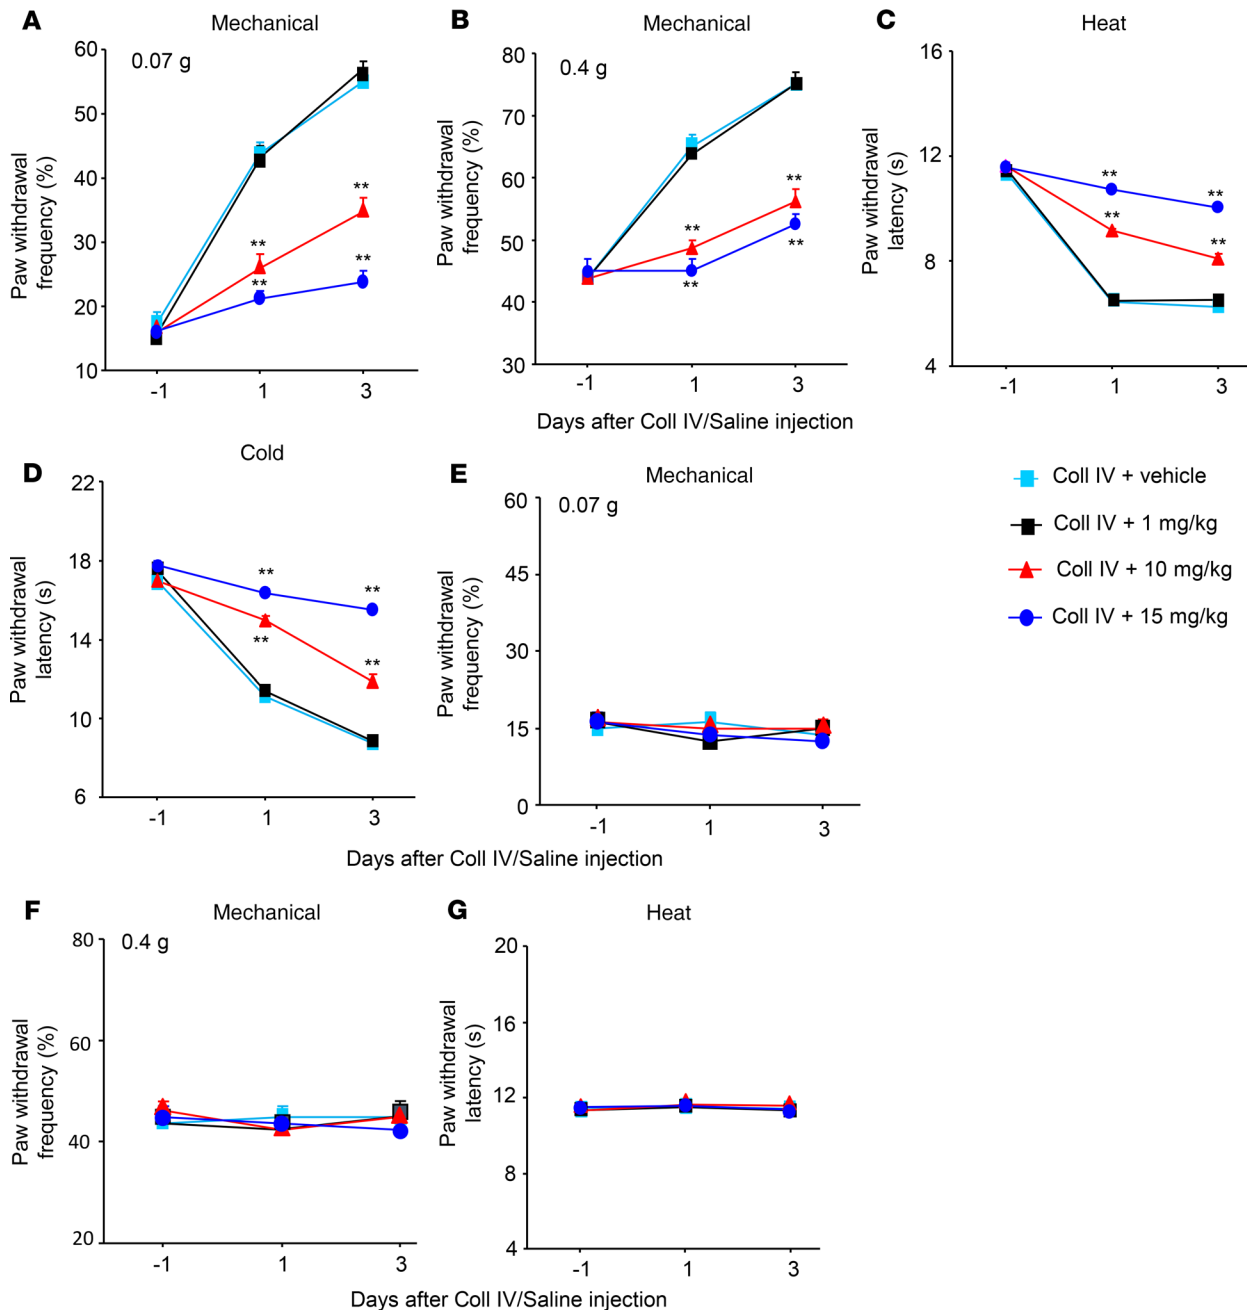 A
Mechanical
0.07 g
Paw withdrawal
frequency (%)
60
50
40
30
20
10
**
**
**
**
-1
1
3
B
Mechanical
0.4 g
Paw withdrawal
frequency (%)
80
70
60
50
40
30
**
**
**
**
-1
1
3
Days after Coll IV/Saline injection
C
Heat
Paw withdrawal
latency (s)
16
12
8
4
**
**
**
**
-1
1
3
D
Cold
Paw withdrawal
latency (s)
22
18
14
10
6
**
**
**
**
-1
1
3
E
Mechanical
0.07 g
Paw withdrawal
frequency (%)
60
45
30
15
0
-1
1
3
Days after Coll IV/Saline injection
Coll IV + vehicle
Coll IV + 1 mg/kg
Coll IV + 10 mg/kg
Coll IV + 15 mg/kg
F
Mechanical
0.4 g
Paw withdrawal
frequency (%)
80
60
40
20
-1
1
3
G
Heat
Paw withdrawal
latency (s)
20
16
12
8
4
-1
1
3
Days after Coll IV/Saline injection